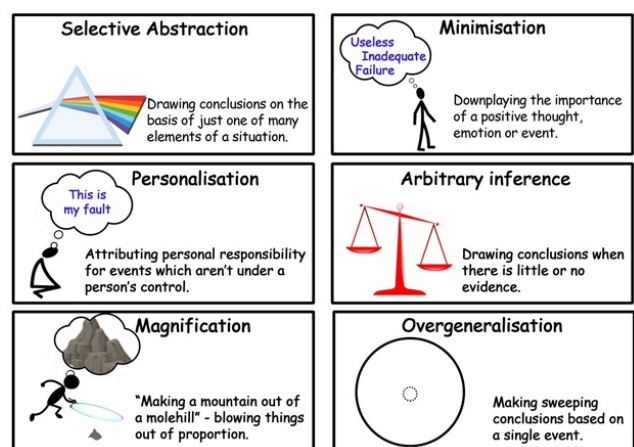 Selective Abstraction
Drawing conclusions on the
basis of just one of many
elements of a situation.
Minimisation
Useless
Inadequate
Failure
Downplaying the importance
of a positive thought,
emotion or event.
Personalisation
This is
my fault
Attributing personal responsibility
for events which aren't under a
person's control.
Arbitrary inference
Drawing conclusions when
there is little or no
evidence.
Magnification
"Making a mountain out of
a molehill" - blowing things
out of proportion.
Overgeneralisation
Making sweeping
conclusions based on
a single event.